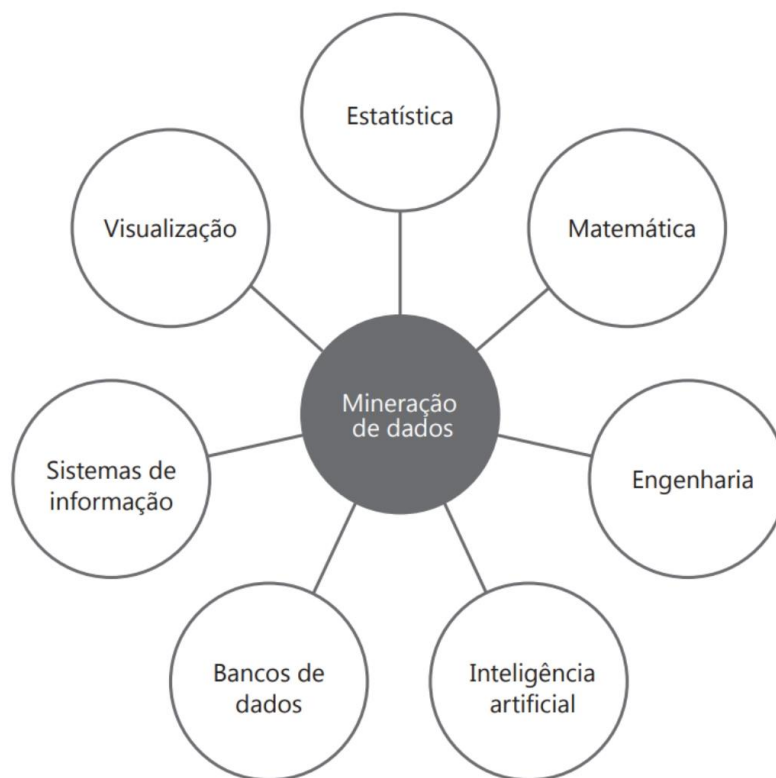 Estatística
Visualização
Matemática
Mineração
de dados
Sistemas de
informação
Engenharia
Bancos de
dados
Inteligência
artificial